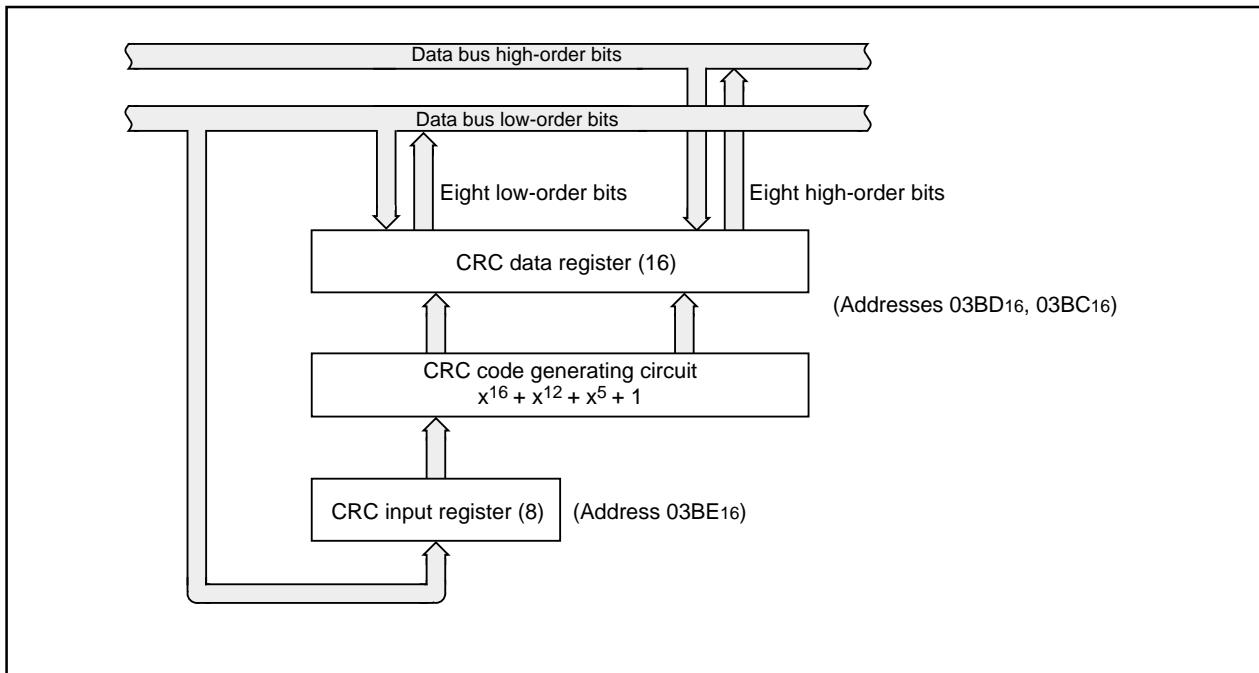 Data bus high-order bits
Data bus low-order bits
Eight low-order bits
Eight high-order bits
CRC data register (16)
(Addresses 03BD₁₆, 03BC₁₆)
CRC code generating circuit
x¹⁶ + x¹² + x⁵ + 1
CRC input register (8)
(Address 03BE₁₆)